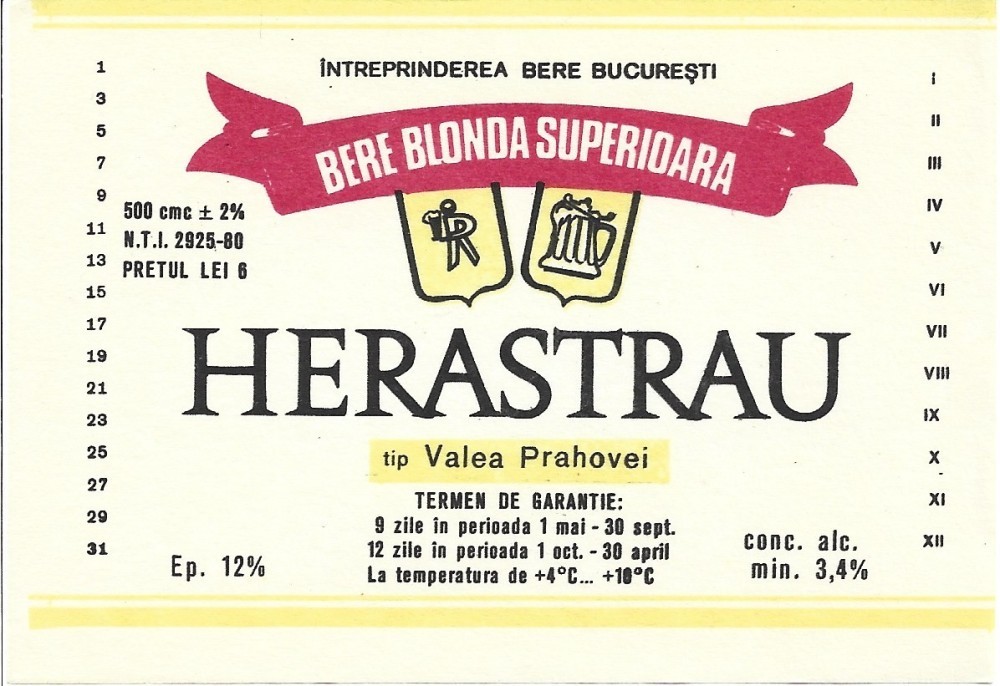 ÎNTREPRINDEREA BERE BUCUREŞTI
BERE BLONDA SUPERIOARA
1
3
5
7
9
11
13
15
17
19
21
23
25
27
29
31
500 cmc ± 2%
N.T.I. 2925-80
PRETUL LEI 6
R
HERASTRAU
tip Valea Prahovei
TERMEN DE GARANTIE:
9 zile în perioada 1 mai - 30 sept.
12 zile în perioada 1 oct. - 30 april
La temperatura de +4°C... +10°C
Ep. 12%
conc. alc.
min. 3,4%
I
II
III
IV
V
VI
VII
VIII
IX
X
XI
XII